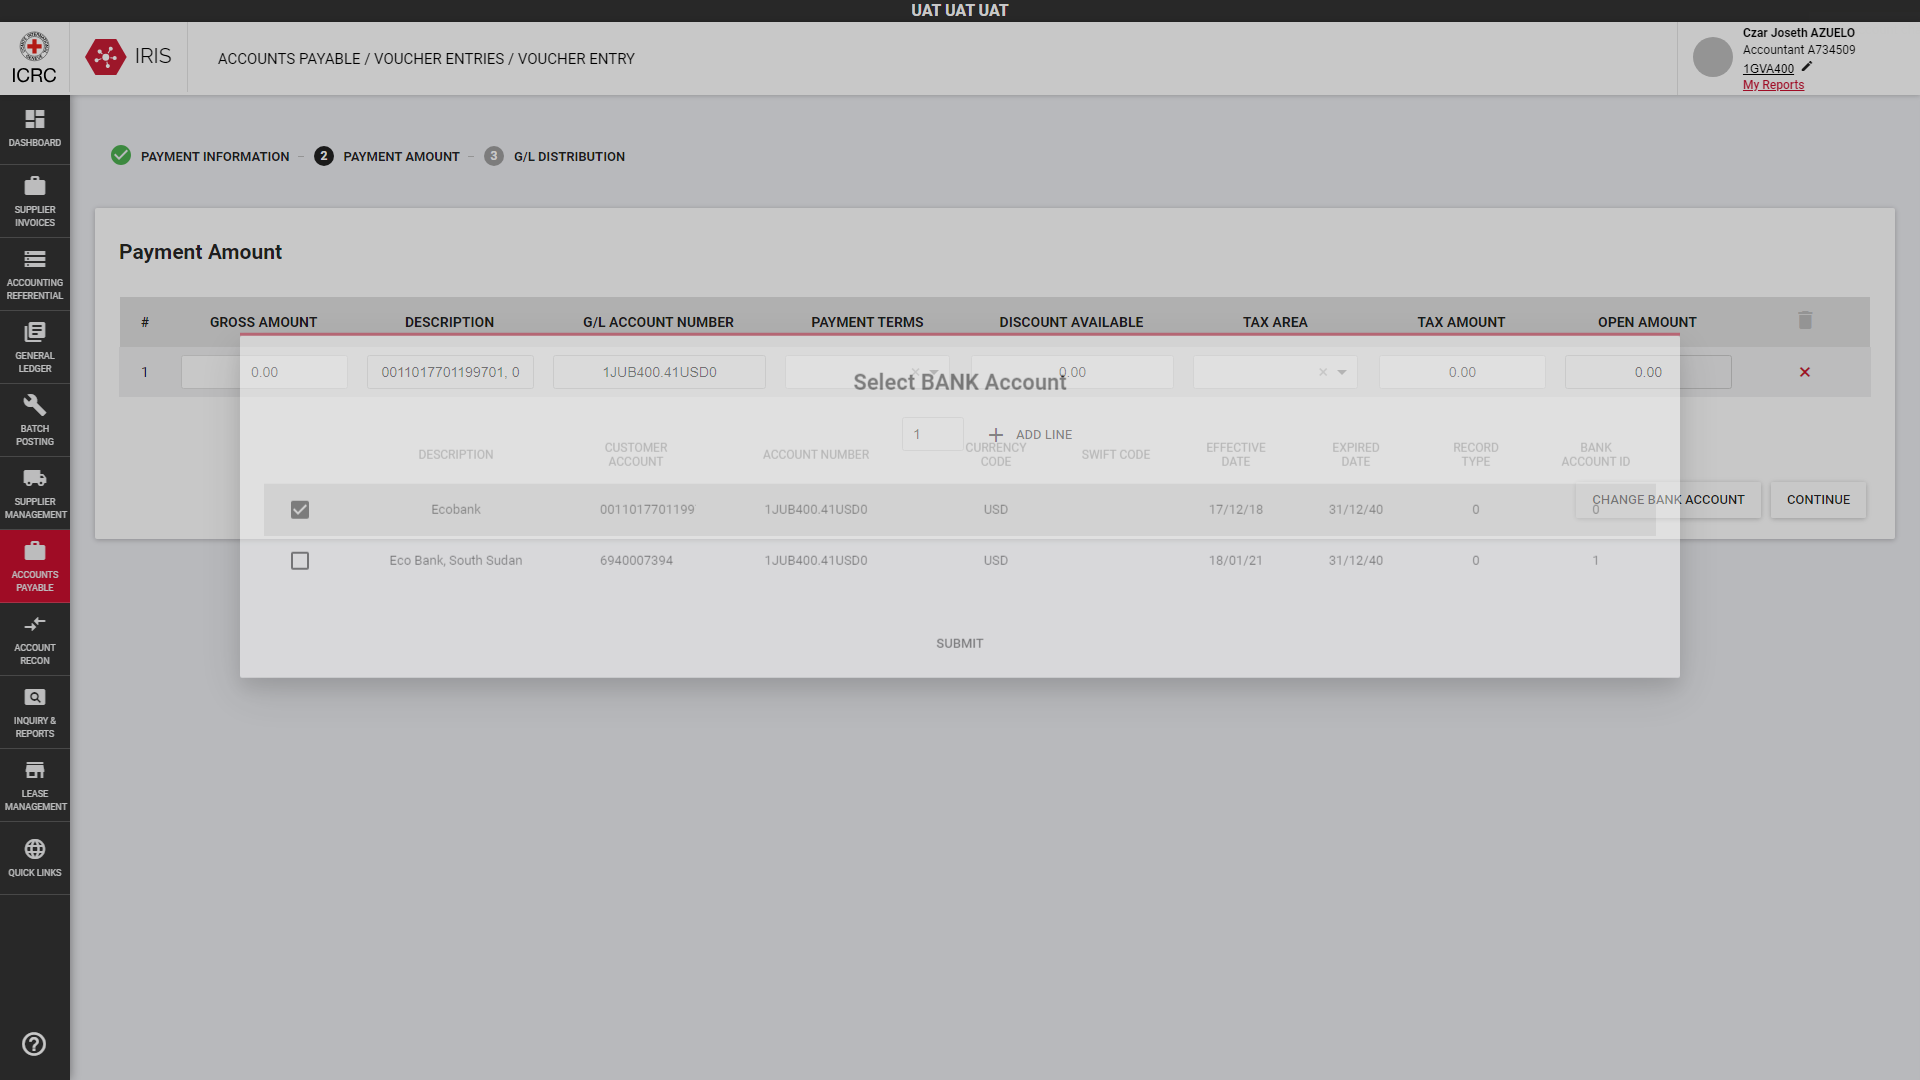 UAT UAT UAT
ICRC
IRIS
ACCOUNTS PAYABLE / VOUCHER ENTRIES / VOUCHER ENTRY
Czar Joseth AZUELO
Accountant A734509
1GVA400
My Reports
DASHBOARD
SUPPLIER
INVOICES
ACCOUNTING
REFERENTIAL
GENERAL
LEDGER
BATCH
POSTING
SUPPLIER
MANAGEMENT
ACCOUNTS
PAYABLE
ACCOUNT
RECON
INQUIRY &
REPORTS
LEASE
MANAGEMENT
QUICK LINKS
PAYMENT INFORMATION – 2 PAYMENT AMOUNT – 3 G/L DISTRIBUTION
Payment Amount
# GROSS AMOUNT DESCRIPTION G/L ACCOUNT NUMBER PAYMENT TERMS DISCOUNT AVAILABLE TAX AREA TAX AMOUNT OPEN AMOUNT
1 0.00 0011017701199701, 0 1JUB400.41USD0 0.00 0.00 0.00
1 ADD LINE
CHANGE BANK ACCOUNT CONTINUE
Select BANK Account
DESCRIPTION CUSTOMER ACCOUNT ACCOUNT NUMBER CURRENCY CODE SWIFT CODE EFFECTIVE DATE EXPIRED DATE RECORD TYPE BANK ACCOUNT ID
Ecobank 0011017701199 1JUB400.41USD0 USD 17/12/18 31/12/40 0 0
Eco Bank, South Sudan 6940007394 1JUB400.41USD0 USD 18/01/21 31/12/40 0 1
SUBMIT